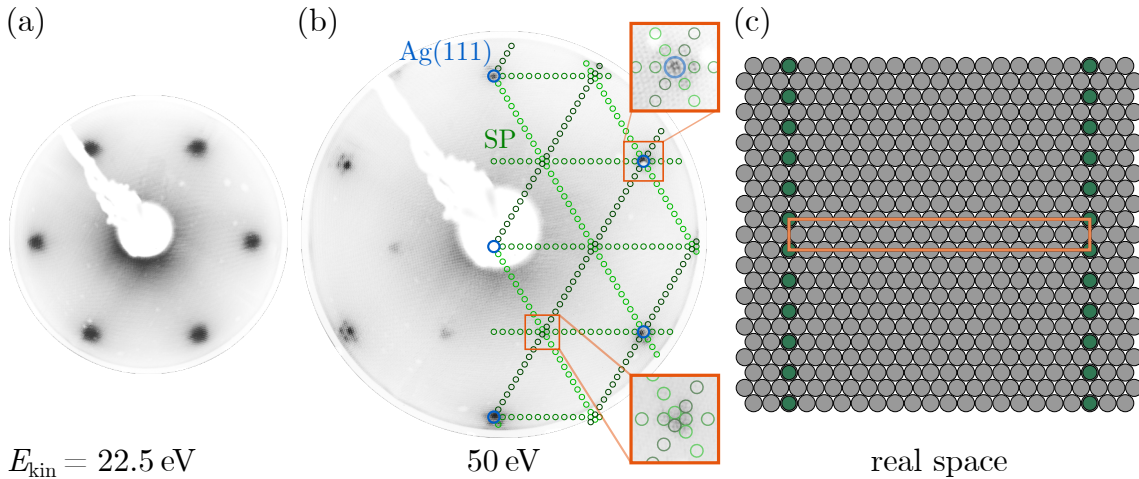 (a)
(b)
(c)
Ag(111)
SP
E_kin = 22.5 eV
50 eV
real space